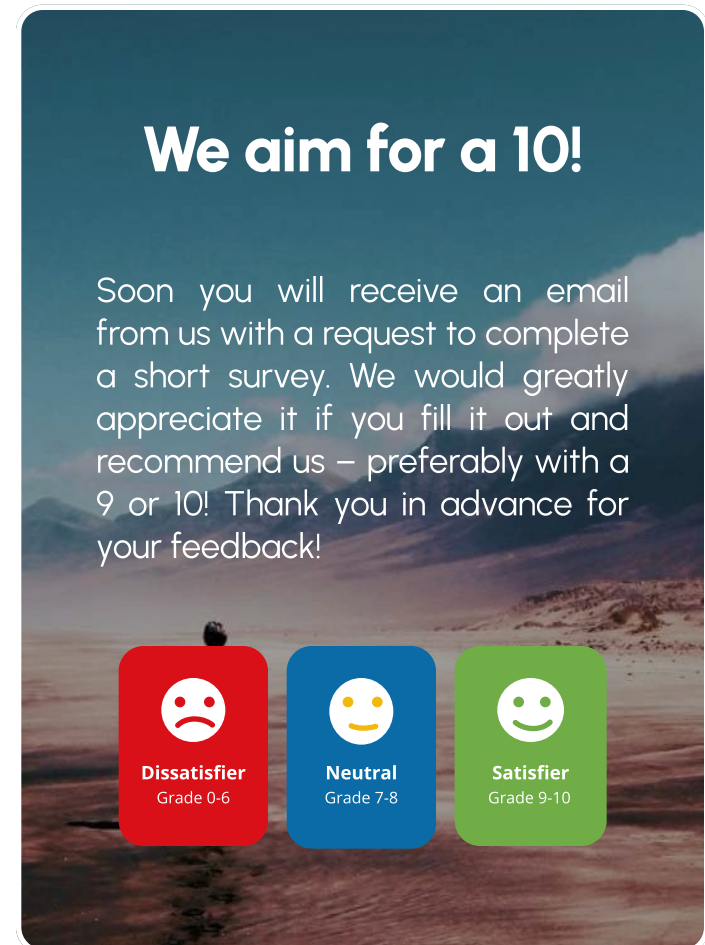 We aim for a 10!
Soon you will receive an email
from us with a request to complete
a short survey. We would greatly
appreciate it if you fill it out and
recommend us – preferably with a
9 or 10! Thank you in advance for
your feedback!
Dissatisfier
Grade 0-6
Neutral
Grade 7-8
Satisfier
Grade 9-10